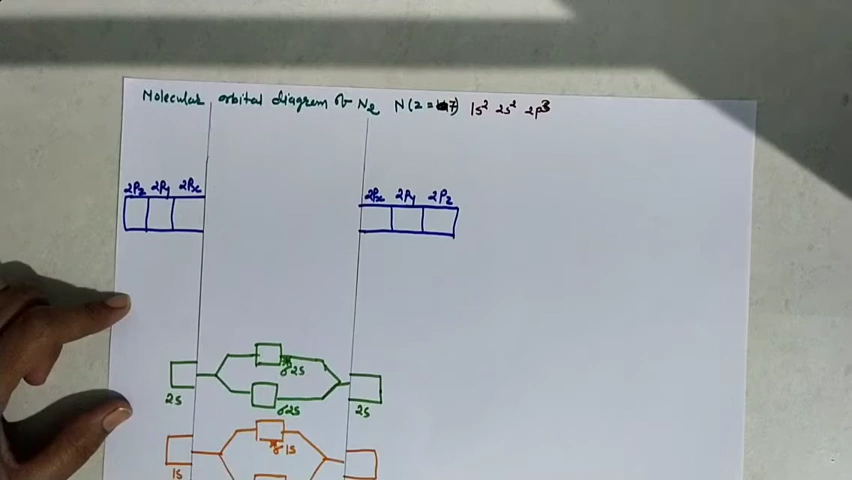 Molecular orbital diagram of N2 N(Z=7) 1s² 2s² 2p³
2Pz 2Py 2Px
2Px 2Py 2Pz
σ*2s
2s σ2s 2s
σ*1s
1s